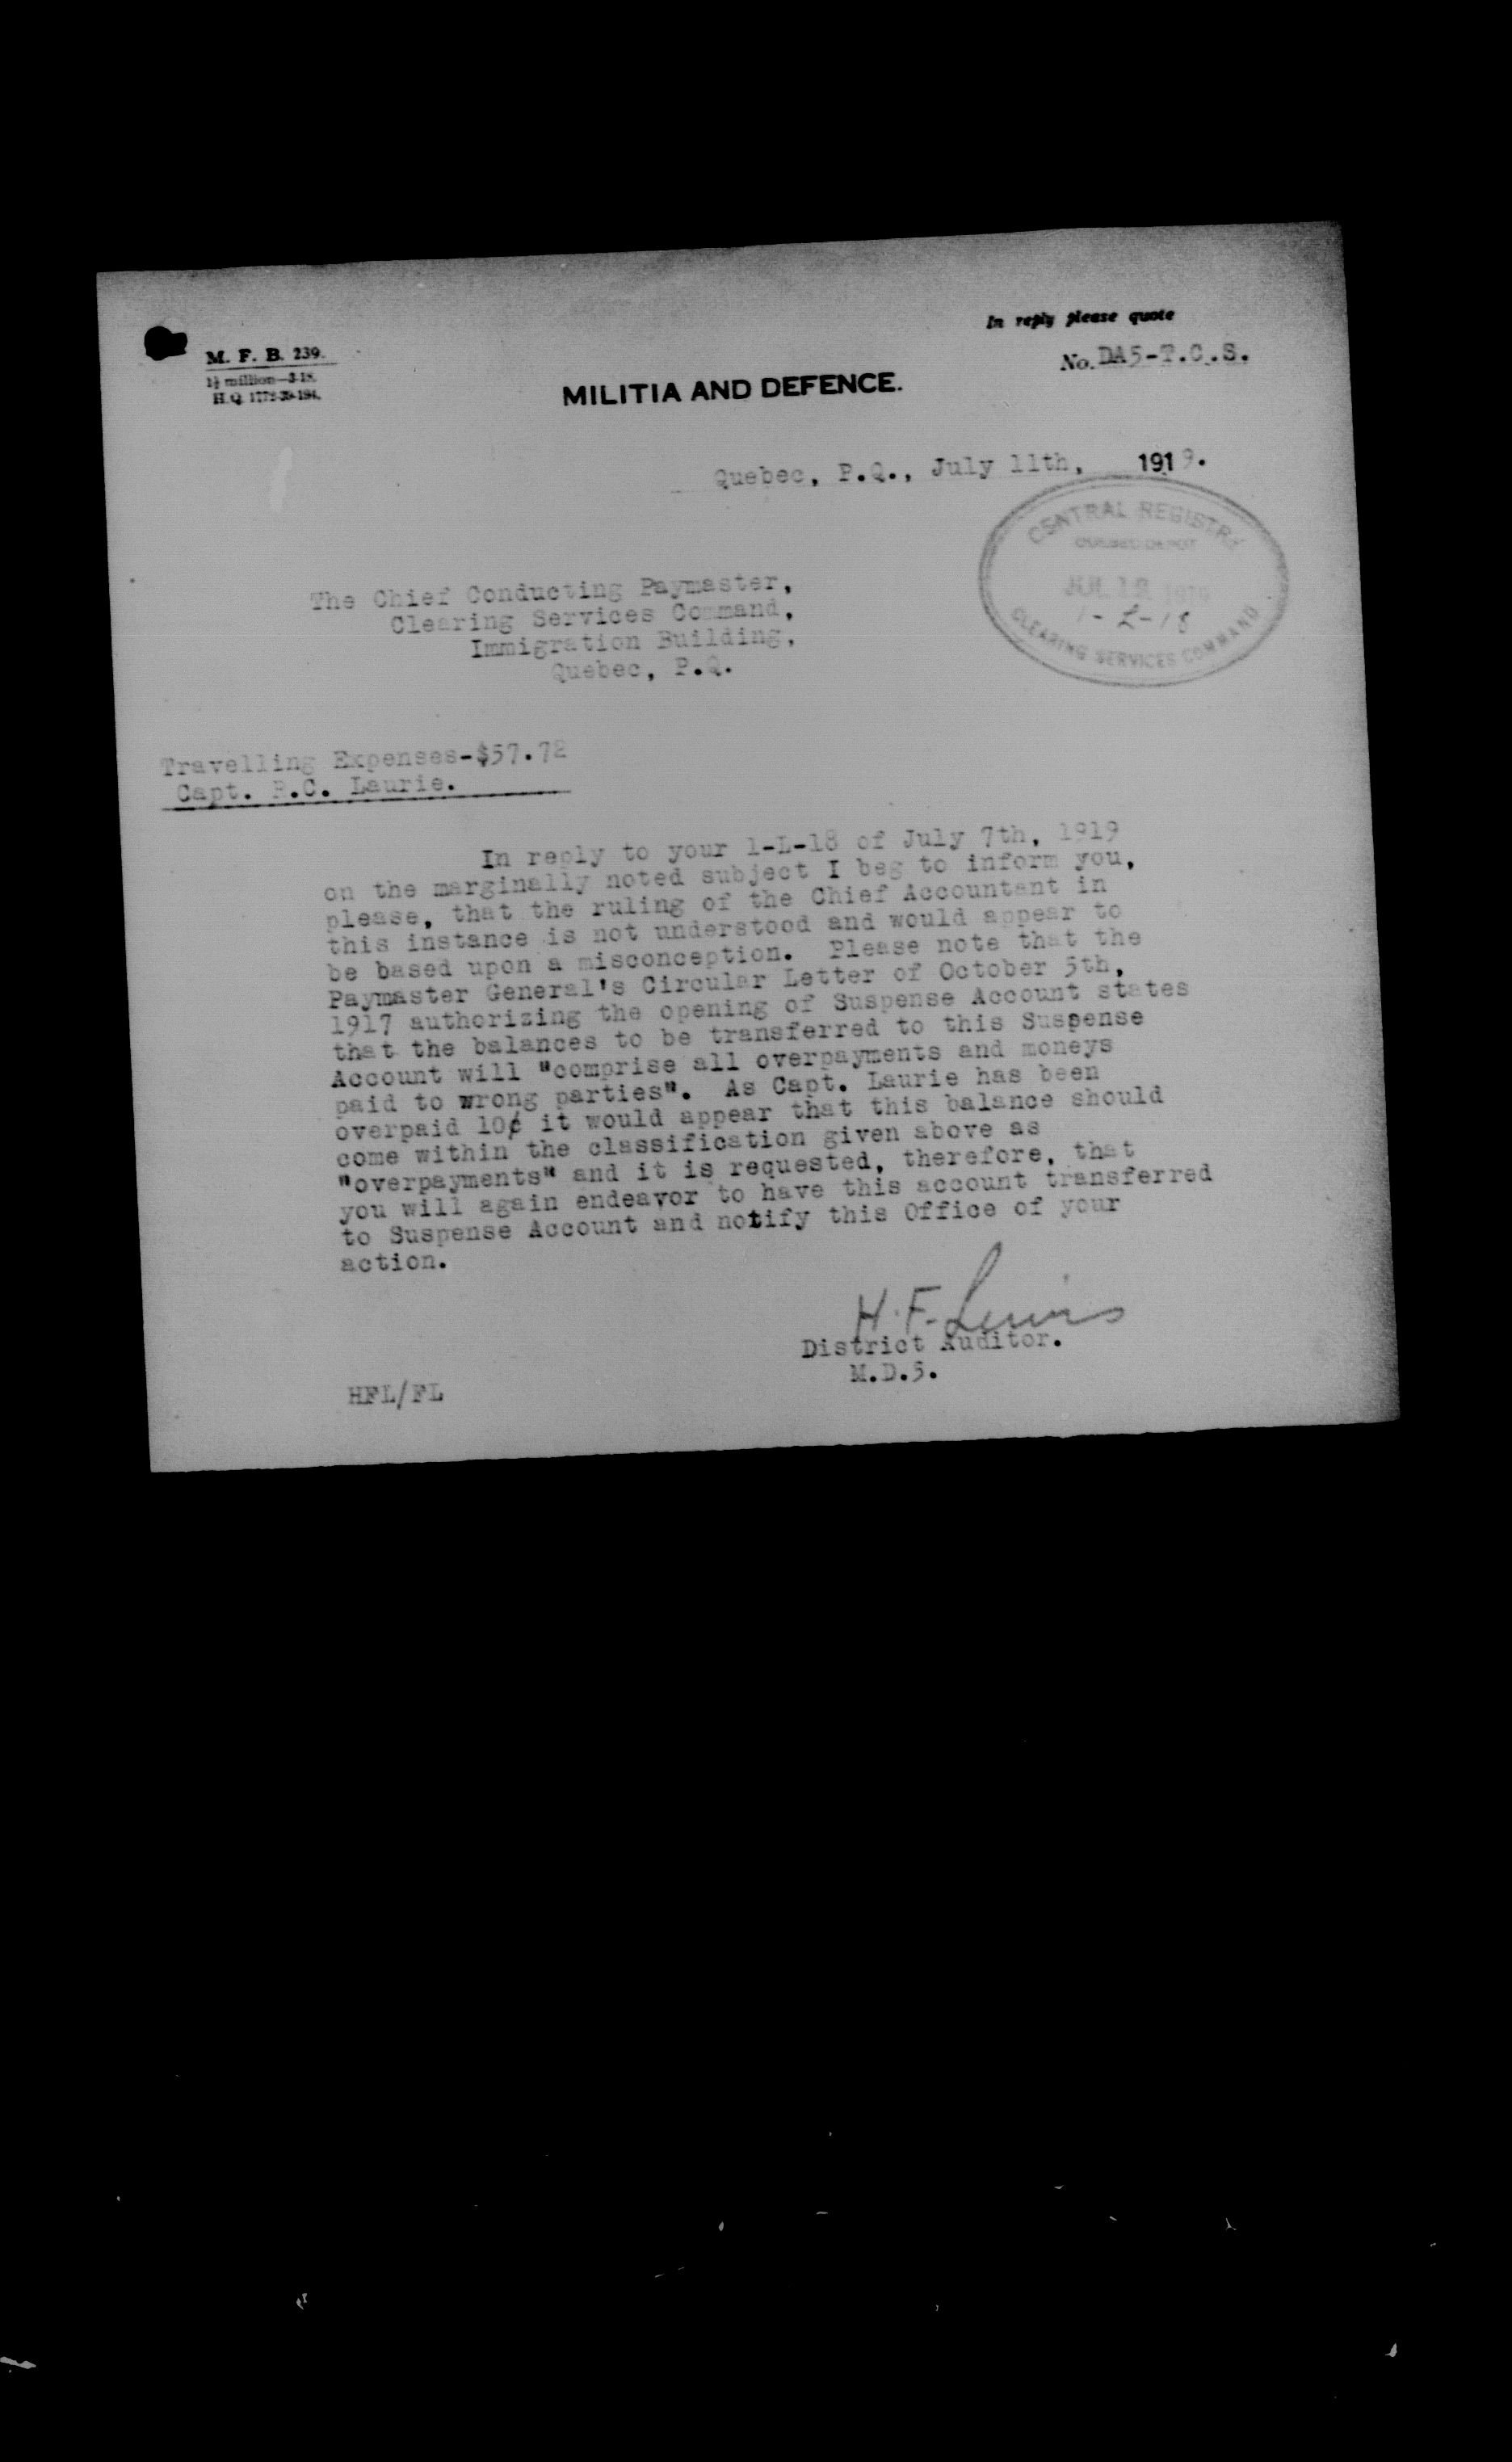 In reply please quote
M. F. B. 239.
No. DA5-T.C.S.
1½ million—3-18.
H.Q. 1772-39-194.
MILITIA AND DEFENCE.
Quebec, P.Q., July 11th, 1919.
CENTRAL REGISTRY
QUEBEC DEPOT
JUL 12 1919
1-L-18
CLEARING SERVICES COMMAND
The Chief Conducting Paymaster,
Clearing Services Command,
Immigration Building,
Quebec, P.Q.
Travelling Expenses-$57.72
Capt. R.C. Laurie.
In reply to your 1-L-18 of July 7th, 1919
on the marginally noted subject I beg to inform you,
please, that the ruling of the Chief Accountant in
this instance is not understood and would appear to
be based upon a misconception. Please note that the
Paymaster General's Circular Letter of October 5th,
1917 authorizing the opening of Suspense Account states
that the balances to be transferred to this Suspense
Account will "comprise all overpayments and moneys
paid to wrong parties". As Capt. Laurie has been
overpaid 10¢ it would appear that this balance should
come within the classification given above as
"overpayments" and it is requested, therefore, that
you will again endeavor to have this account transferred
to Suspense Account and notify this Office of your
action.
H.F. Lewis
District Auditor.
M.D.5.
HFL/FL